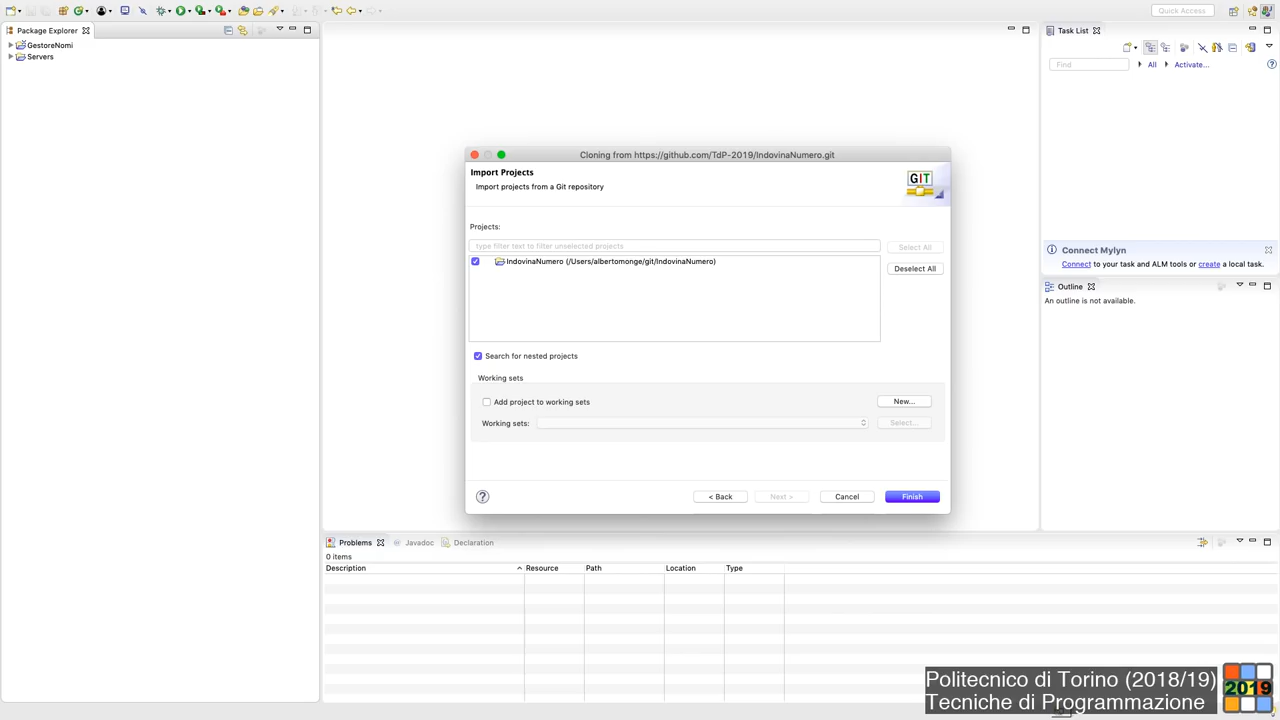 Quick Access
Package Explorer
GestoreNomi
Servers
Task List
Find
All
Activate...
Cloning from https://github.com/TdP-2019/IndovinaNumero.git
Import Projects
Import projects from a Git repository
GIT
Projects:
type filter text to filter unselected projects
Select All
IndovinaNumero (/Users/albertomonge/git/IndovinaNumero)
Deselect All
Search for nested projects
Working sets
Add project to working sets
New...
Working sets:
Select...
< Back
Next >
Cancel
Finish
Connect Mylyn
Connect to your task and ALM tools or create a local task.
Outline
An outline is not available.
Problems
Javadoc
Declaration
0 items
Description
Resource
Path
Location
Type
Politecnico di Torino (2018/19)
Tecniche di Programmazione
2019